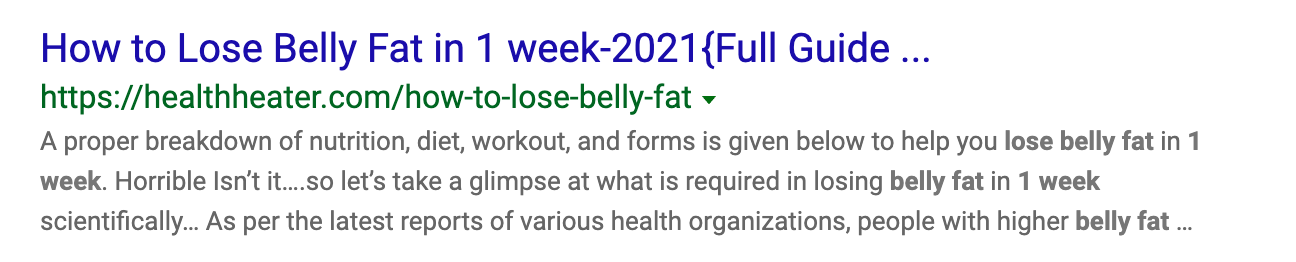 How to Lose Belly Fat in 1 week-2021{Full Guide ...
https://healthheater.com/how-to-lose-belly-fat
A proper breakdown of nutrition, diet, workout, and forms is given below to help you lose belly fat in 1
week. Horrible Isn’t it….so let’s take a glimpse at what is required in losing belly fat in 1 week
scientifically… As per the latest reports of various health organizations, people with higher belly fat ...